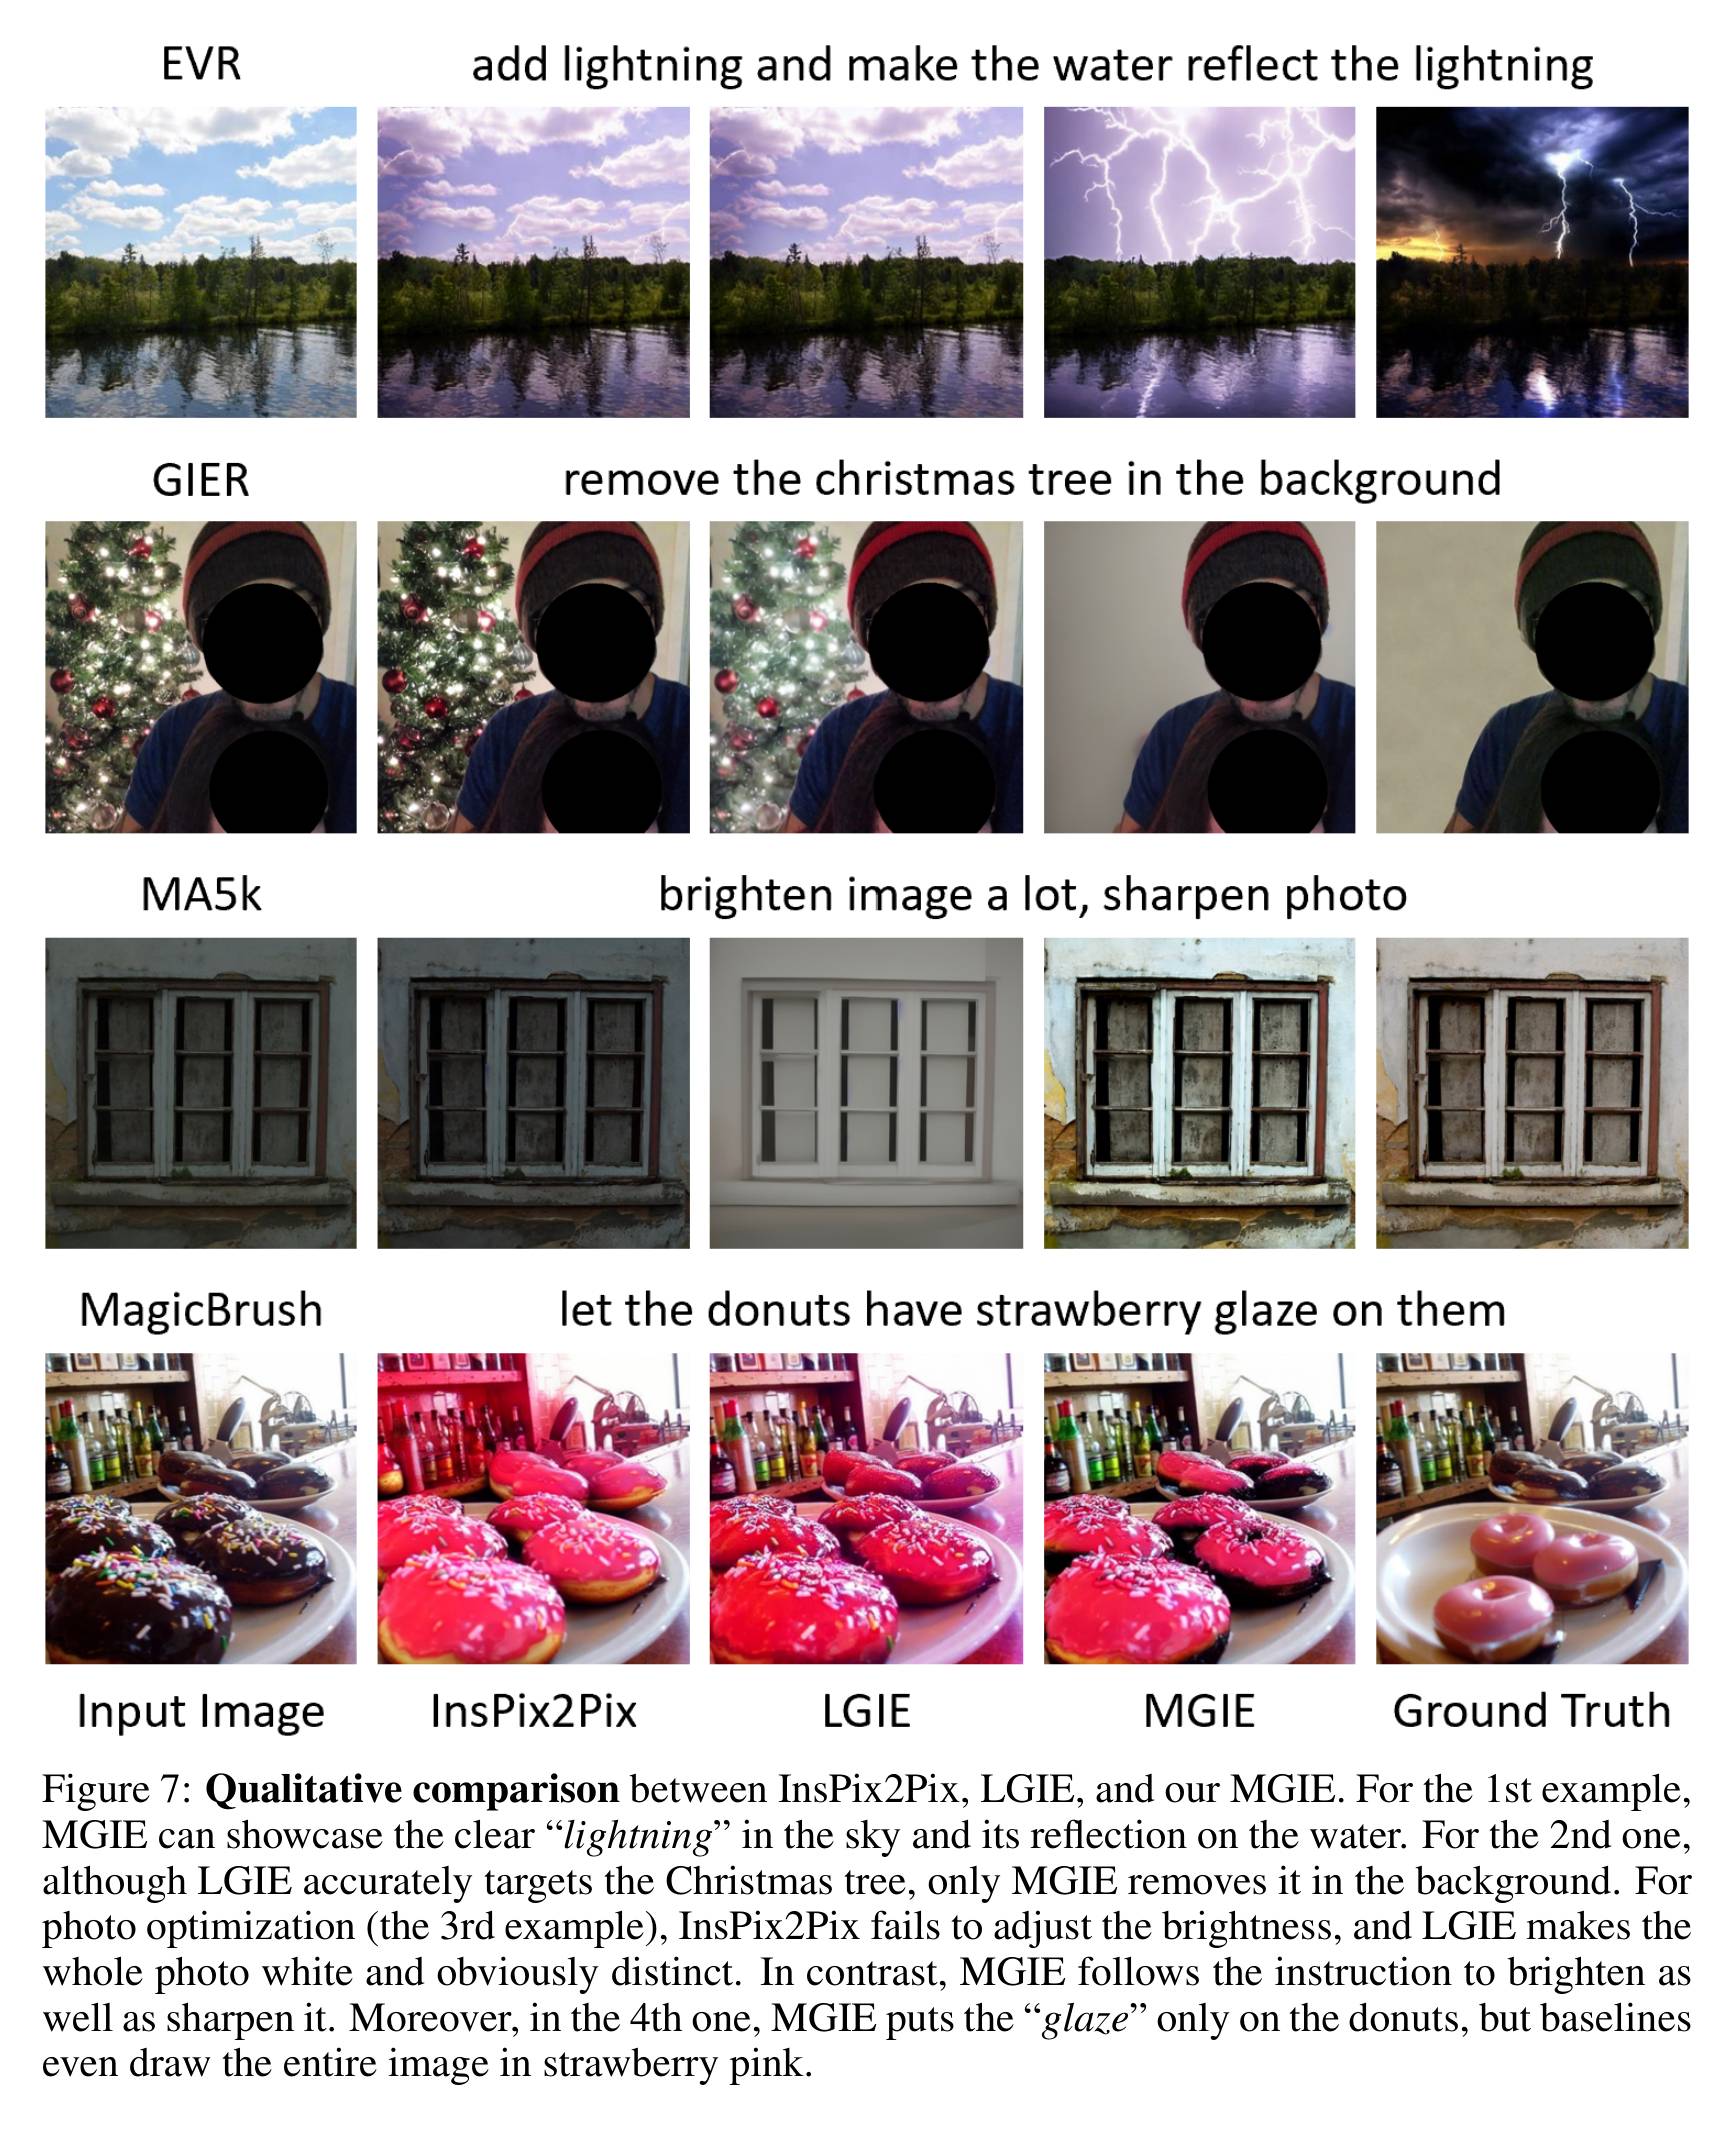 EVR
add lightning and make the water reflect the lightning
GIER
remove the christmas tree in the background
MA5k
brighten image a lot, sharpen photo
MagicBrush
let the donuts have strawberry glaze on them
Input Image
InsPix2Pix
LGIE
MGIE
Ground Truth
Figure 7: Qualitative comparison between InsPix2Pix, LGIE, and our MGIE. For the 1st example,
MGIE can showcase the clear “lightning” in the sky and its reflection on the water. For the 2nd one,
although LGIE accurately targets the Christmas tree, only MGIE removes it in the background. For
photo optimization (the 3rd example), InsPix2Pix fails to adjust the brightness, and LGIE makes the
whole photo white and obviously distinct. In contrast, MGIE follows the instruction to brighten as
well as sharpen it. Moreover, in the 4th one, MGIE puts the “glaze” only on the donuts, but baselines
even draw the entire image in strawberry pink.